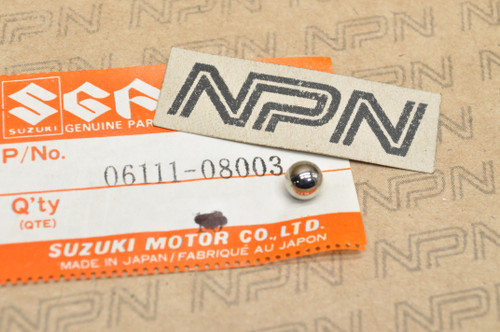 NPN
SGP
SUZUKI GENUINE PARTS
P/No.
06111-08003
Q'ty
(QTE)
SUZUKI MOTOR CO.,LTD.
MADE IN JAPAN/FABRIQUÉ AU JAPON